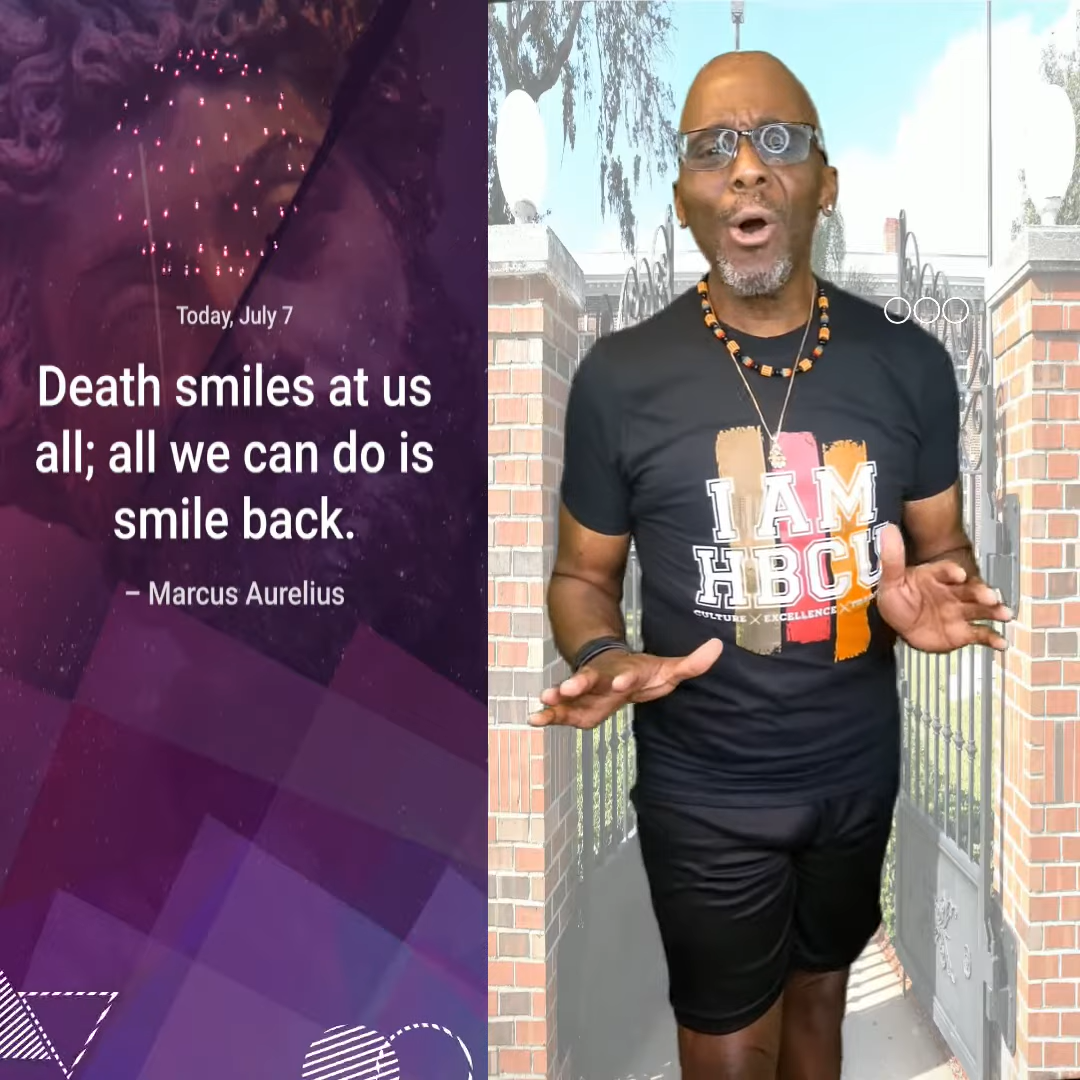 Today, July 7
Death smiles at us
all; all we can do is
smile back.
– Marcus Aurelius
I AM
HBCU
CULTURE X EXCELLENCE X